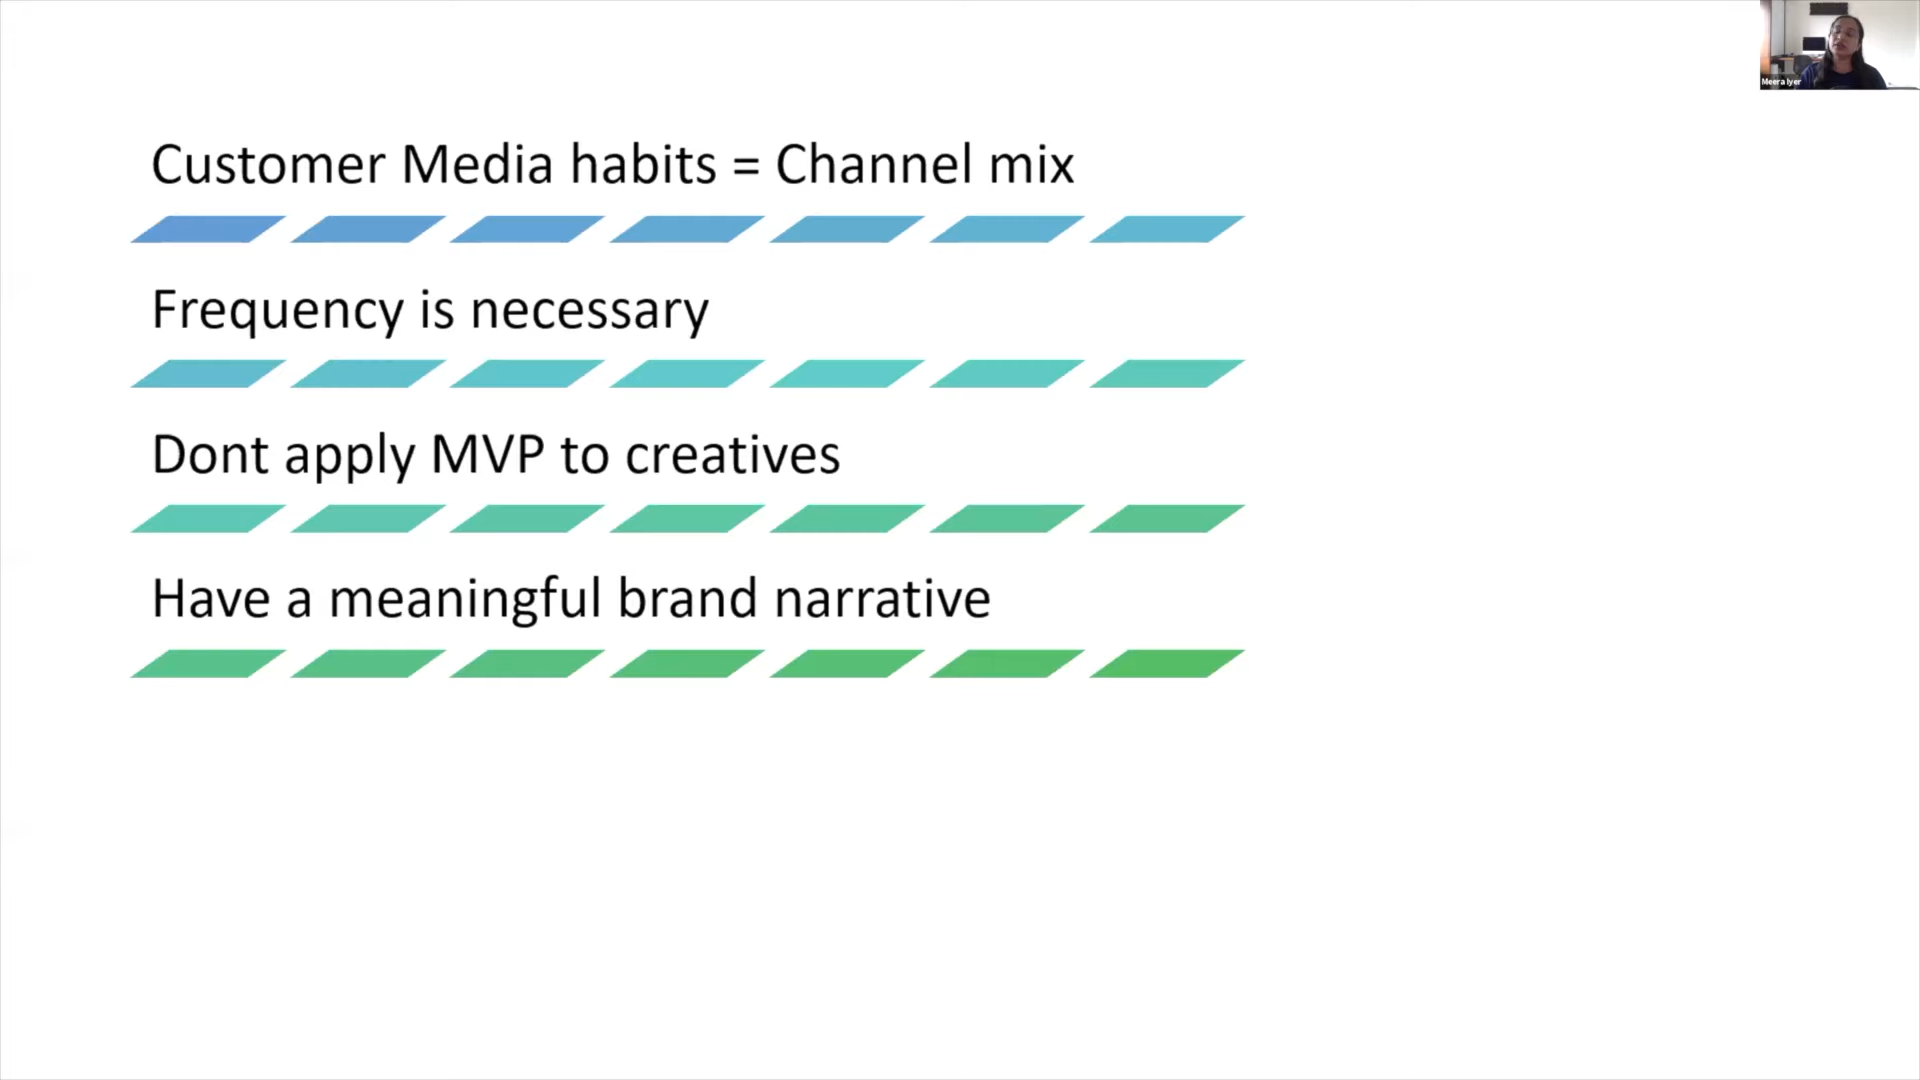 Meera Iyer
Customer Media habits = Channel mix
Frequency is necessary
Dont apply MVP to creatives
Have a meaningful brand narrative